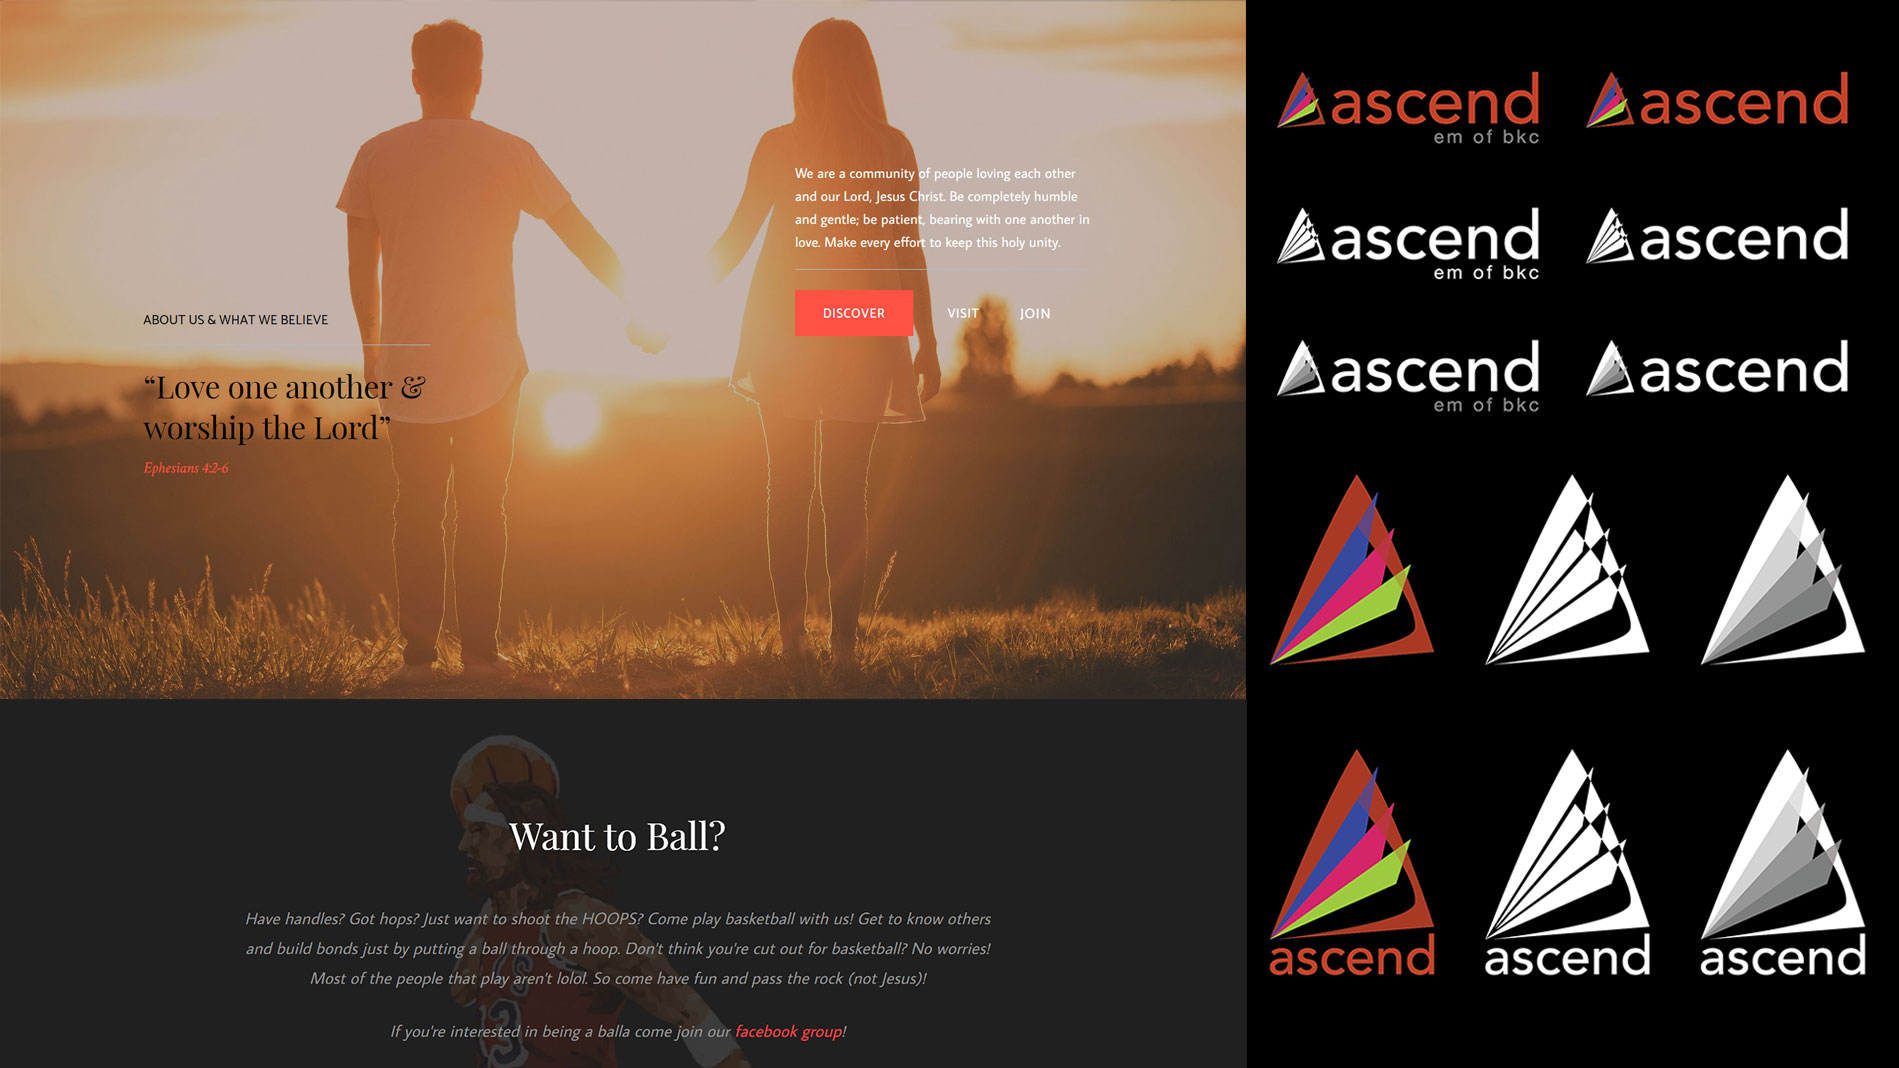 ABOUT US & WHAT WE BELIEVE
“Love one another &
worship the Lord”
Ephesians 4:2-6
We are a community of people loving each other
and our Lord, Jesus Christ. Be completely humble
and gentle; be patient, bearing with one another in
love. Make every effort to keep this holy unity.
DISCOVER VISIT JOIN
Want to Ball?
Have handles? Got hops? Just want to shoot the HOOPS? Come play basketball with us! Get to know others
and build bonds just by putting a ball through a hoop. Don't think you're cut out for basketball? No worries!
Most of the people that play aren't lolol. So come have fun and pass the rock (not Jesus)!
If you're interested in being a balla come join our facebook group!
ascend
em of bkc
ascend
ascend
em of bkc
ascend
ascend
em of bkc
ascend
ascend
ascend
ascend